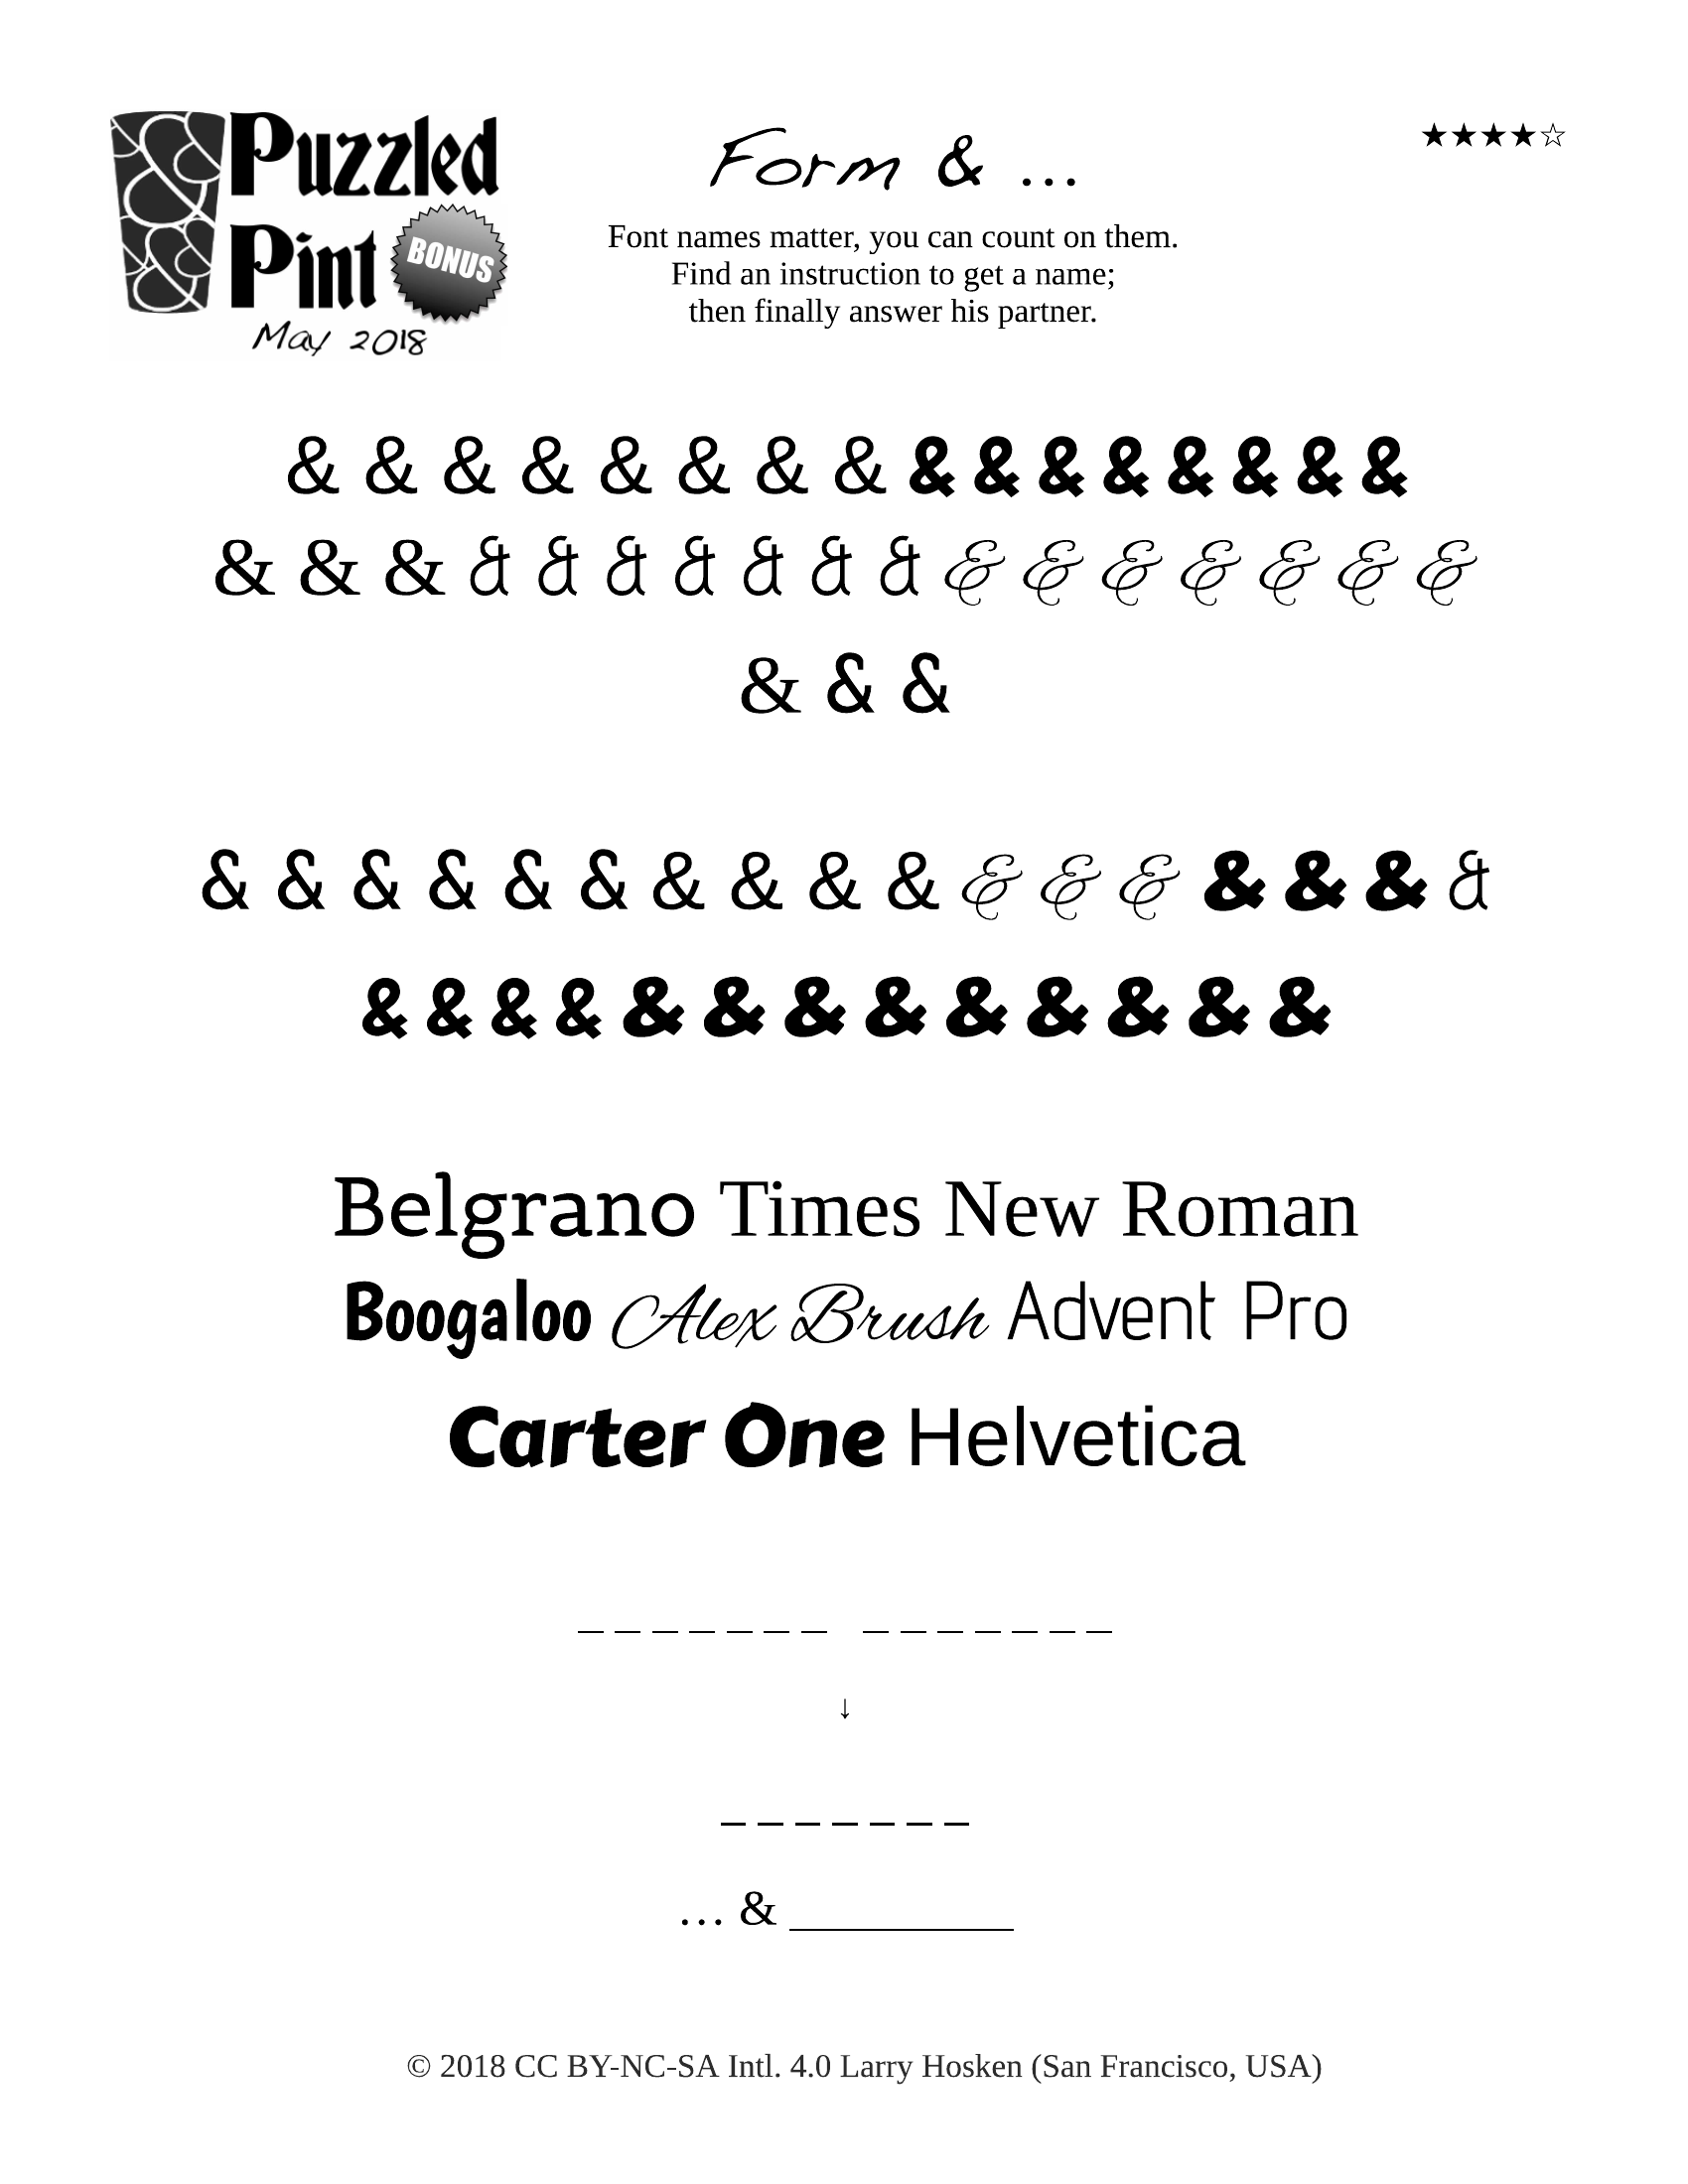 Puzzled
Pint
BONUS
May 2018
Form & …
★★★★☆
Font names matter, you can count on them.
Find an instruction to get a name;
then finally answer his partner.
& & & & & & & & & & & & & & & &
& & & & & & & & & & & & & & & & &
& & &
& & & & & & & & & & & & & & & & &
& & & & & & & & & & & & &
Belgrano Times New Roman
Boogaloo Alex Brush Advent Pro
Carter One Helvetica
_ _ _ _ _ _ _ _ _ _ _ _ _ _
↓
_ _ _ _ _ _ _
… & _________
© 2018 CC BY-NC-SA Intl. 4.0 Larry Hosken (San Francisco, USA)